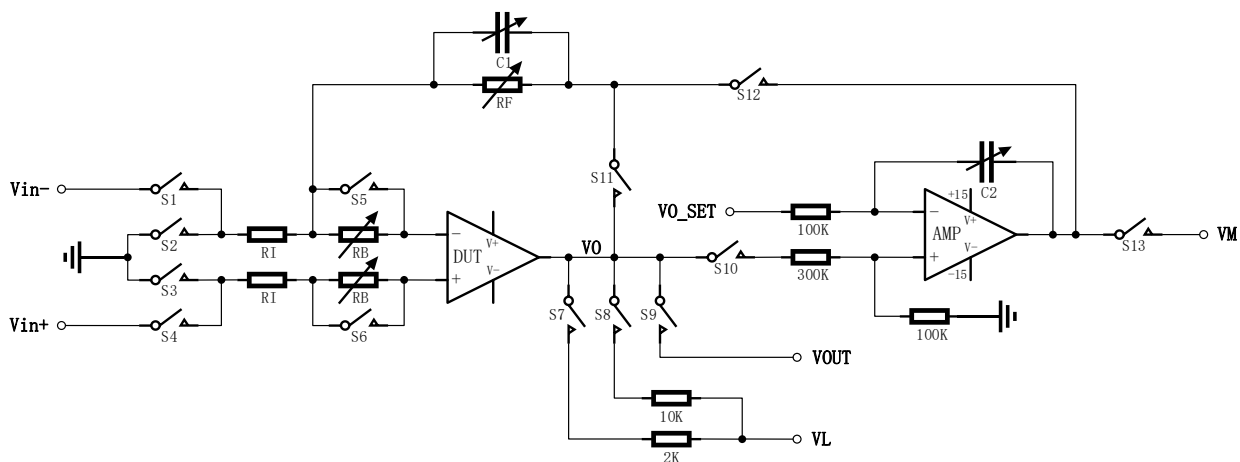 C1
RF
S12
Vin-
S1
S5
S11
C2
VO_SET
100K
+15
V+
AMP
V-
-15
S13
VM
S2
RI
RB
V+
DUT
V-
VO
S10
300K
S3
RI
RB
S7
S8
S9
Vin+
S4
S6
100K
VOUT
10K
2K
VL
−
+
−
+